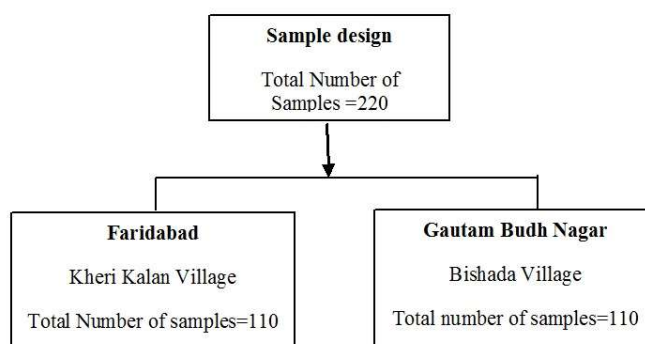 Sample design
Total Number of
Samples =220
Faridabad
Kheri Kalan Village
Total Number of samples=110
Gautam Budh Nagar
Bishada Village
Total number of samples=110